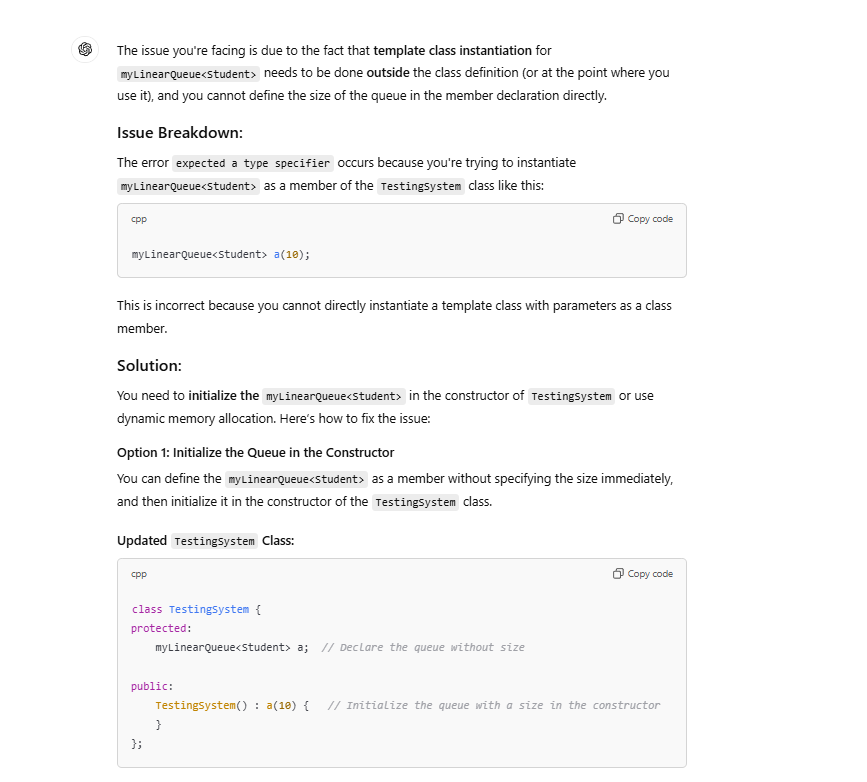 The issue you're facing is due to the fact that template class instantiation for
myLinearQueue<Student> needs to be done outside the class definition (or at the point where you
use it), and you cannot define the size of the queue in the member declaration directly.
Issue Breakdown:
The error expected a type specifier occurs because you're trying to instantiate
myLinearQueue<Student> as a member of the TestingSystem class like this:
cpp Copy code
myLinearQueue<Student> a(10);
This is incorrect because you cannot directly instantiate a template class with parameters as a class
member.
Solution:
You need to initialize the myLinearQueue<Student> in the constructor of TestingSystem or use
dynamic memory allocation. Here's how to fix the issue:
Option 1: Initialize the Queue in the Constructor
You can define the myLinearQueue<Student> as a member without specifying the size immediately,
and then initialize it in the constructor of the TestingSystem class.
Updated TestingSystem Class:
cpp Copy code
class TestingSystem {
protected:
    myLinearQueue<Student> a;  // Declare the queue without size
public:
    TestingSystem() : a(10) {   // Initialize the queue with a size in the constructor
    }
};